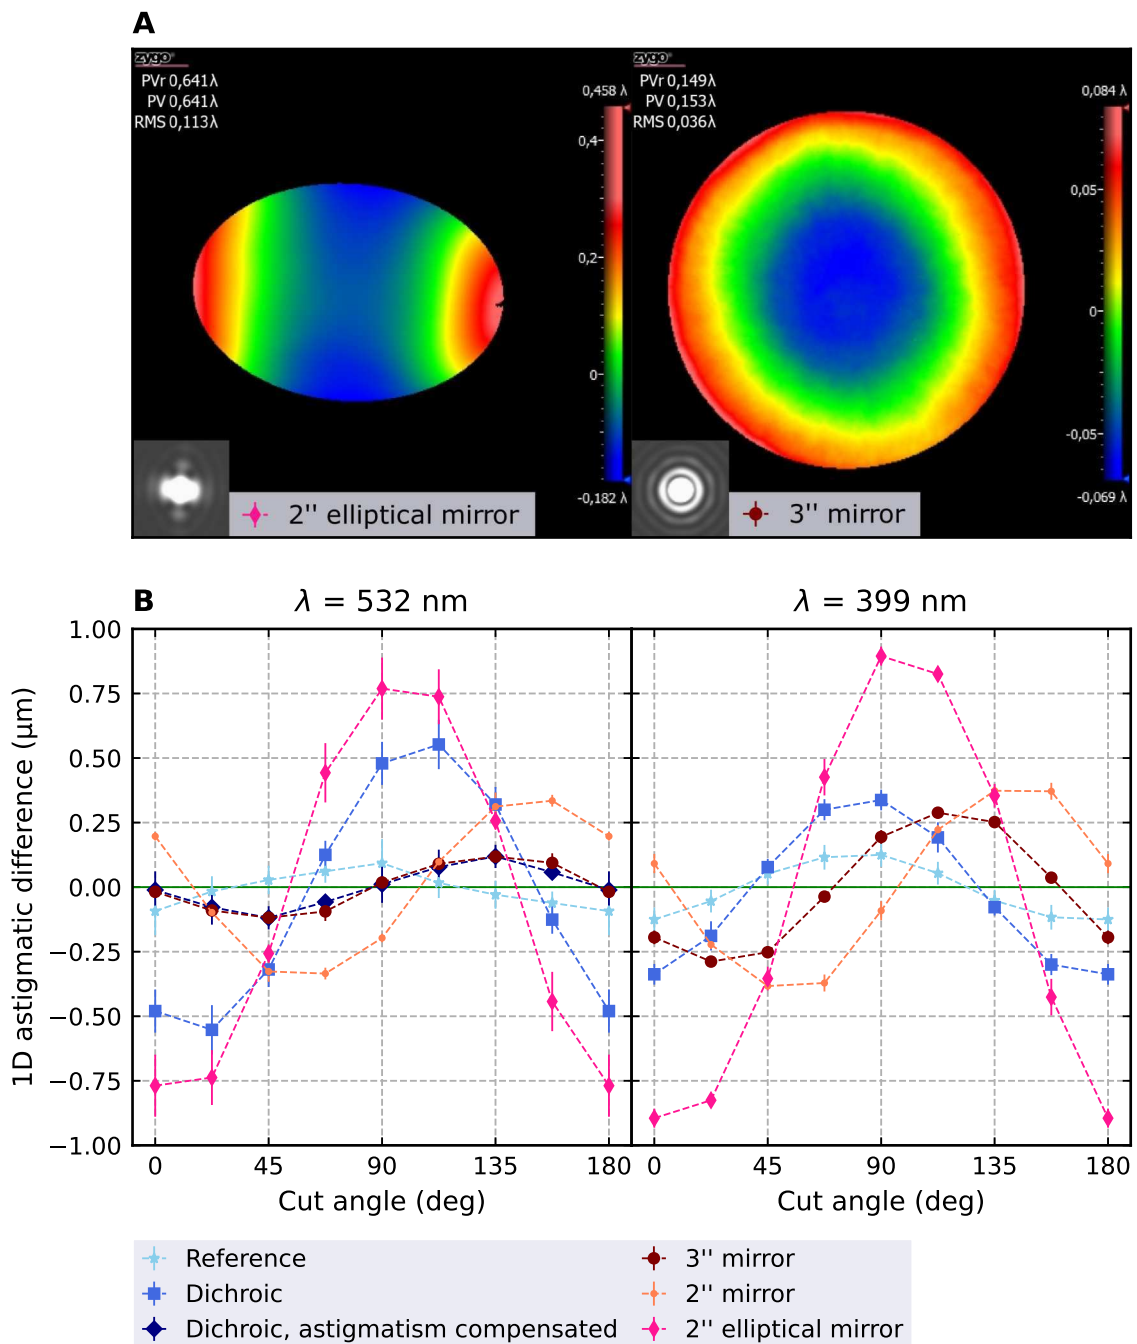 A
zygo
PVr 0,641λ
PV 0,641λ
RMS 0,113λ
0,458 λ
0,4
0,2
0
-0,182 λ
2'' elliptical mirror
zygo
PVr 0,149λ
PV 0,153λ
RMS 0,036λ
0,084 λ
0,05
0
-0,05
-0,069 λ
3'' mirror
B
λ = 532 nm
λ = 399 nm
1D astigmatic difference (μm)
1.00
0.75
0.50
0.25
0.00
−0.25
−0.50
−0.75
−1.00
0 45 90 135 180
0 45 90 135 180
Cut angle (deg)
Cut angle (deg)
Reference
Dichroic
Dichroic, astigmatism compensated
3'' mirror
2'' mirror
2'' elliptical mirror